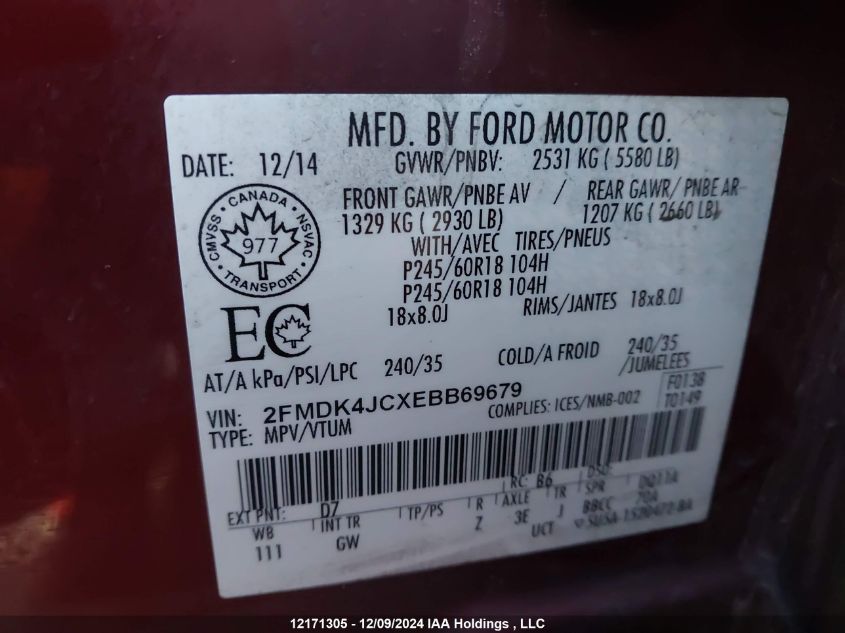 MFD. BY FORD MOTOR CO.
DATE: 12/14
GVWR/PNBV: 2531 KG ( 5580 LB)
FRONT GAWR/PNBE AV / REAR GAWR/ PNBE AR
1329 KG ( 2930 LB) 1207 KG ( 2660 LB)
WITH/AVEC TIRES/PNEUS
P245/60R18 104H
P245/60R18 104H
18x8.0J RIMS/JANTES 18x8.0J
CMVSS · CANADA · NSVAC
977
TRANSPORT
EC
AT/A kPa/PSI/LPC 240/35 COLD/A FROID 240/35
/JUMELEES
VIN: 2FMDK4JCXEBB69679
COMPLIES: ICES/NMB-002
F0138
T0149
TYPE: MPV/VTUM
EXT PNT: D7 RC: B6 DSO:
WB INT TR TP/PS R AXLE TR SPR DQ11A
111 GW Z 3E J BBCC 20A
UCT
12171305 - 12/09/2024 IAA Holdings , LLC